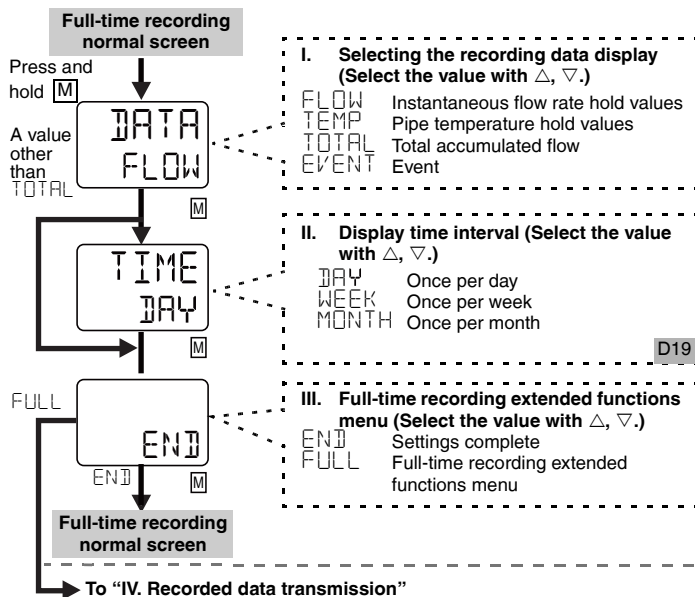 Full-time recording
normal screen
Press and
hold M
DATA
FLOW
A value
other
than
TOTAL
M
I. Selecting the recording data display
(Select the value with △, ▽.)
FLOW Instantaneous flow rate hold values
TEMP Pipe temperature hold values
TOTAL Total accumulated flow
EVENT Event
TIME
DAY
M
II. Display time interval (Select the value
with △, ▽.)
DAY Once per day
WEEK Once per week
MONTH Once per month
D19
FULL
END
END
M
III. Full-time recording extended functions
menu (Select the value with △, ▽.)
END Settings complete
FULL Full-time recording extended
functions menu
Full-time recording
normal screen
To “IV. Recorded data transmission”